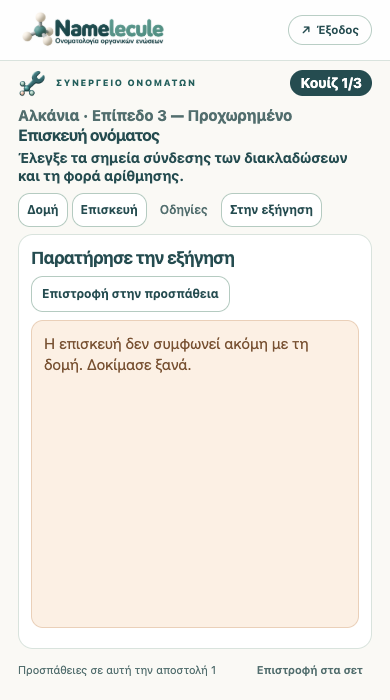 Namelecule
Ονοματολογία οργανικών ενώσεων
Έξοδος
ΣΥΝΕΡΓΕΙΟ ΟΝΟΜΑΤΩΝ
Κουίζ 1/3
Αλκάνια · Επίπεδο 3 — Προχωρημένο
Επισκευή ονόματος
Έλεγξε τα σημεία σύνδεσης των διακλαδώσεων
και τη φορά αρίθμησης.
Δομή Επισκευή Οδηγίες Στην εξήγηση
Παρατήρησε την εξήγηση
Επιστροφή στην προσπάθεια
Η επισκευή δεν συμφωνεί ακόμη με τη
δομή. Δοκίμασε ξανά.
Προσπάθειες σε αυτή την αποστολή 1
Επιστροφή στα σετ